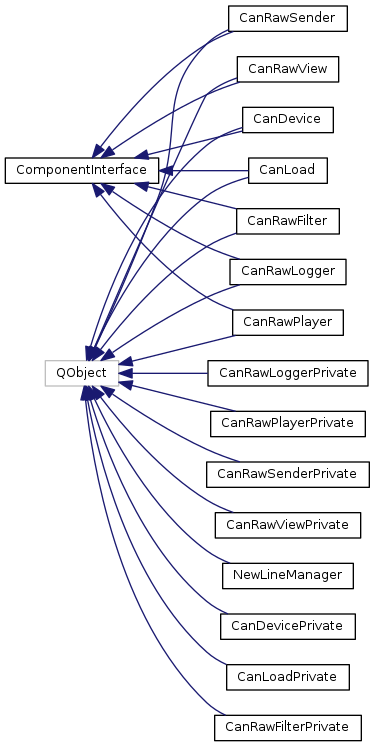 CanRawSender
CanRawView
CanDevice
ComponentInterface
CanLoad
CanRawFilter
CanRawLogger
CanRawPlayer
QObject
CanRawLoggerPrivate
CanRawPlayerPrivate
CanRawSenderPrivate
CanRawViewPrivate
NewLineManager
CanDevicePrivate
CanLoadPrivate
CanRawFilterPrivate